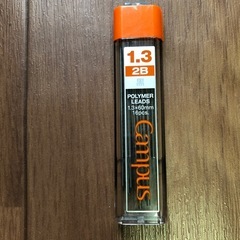 1.3
2B
POLYMER
LEADS
1.3×60mm
16pcs.
Campus